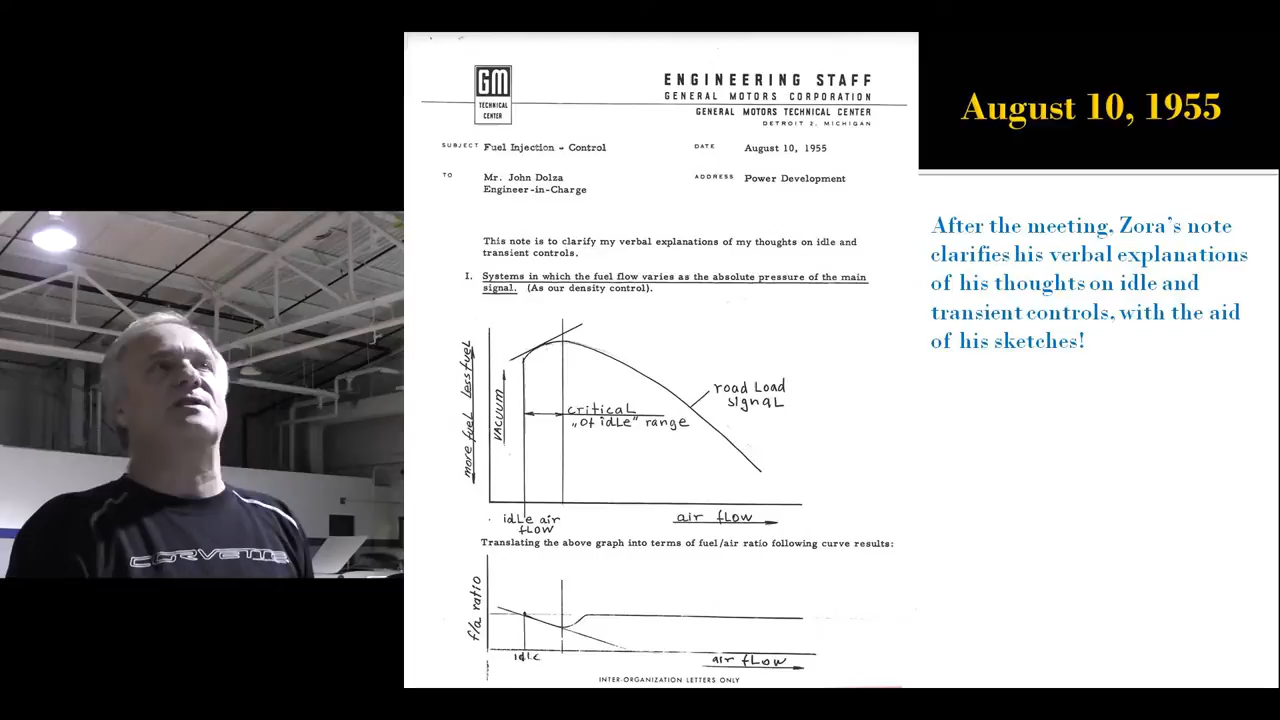 GM
TECHNICAL
CENTER
ENGINEERING STAFF
GENERAL MOTORS CORPORATION
GENERAL MOTORS TECHNICAL CENTER
DETROIT 2, MICHIGAN
SUBJECT Fuel Injection - Control
DATE August 10, 1955
TO Mr. John Dolza
Engineer-in-Charge
ADDRESS Power Development
This note is to clarify my verbal explanations of my thoughts on idle and
transient controls.
I. Systems in which the fuel flow varies as the absolute pressure of the main
signal. (As our density control).
more fuel less fuel
VACUUM
critical
„of idle" range
road Load
signal
idle air
flow
air flow
Translating the above graph into terms of fuel/air ratio following curve results:
f/a ratio
idle
air flow
INTER-ORGANIZATION LETTERS ONLY
August 10, 1955
After the meeting, Zora's note
clarifies his verbal explanations
of his thoughts on idle and
transient controls, with the aid
of his sketches!
CORVETTE